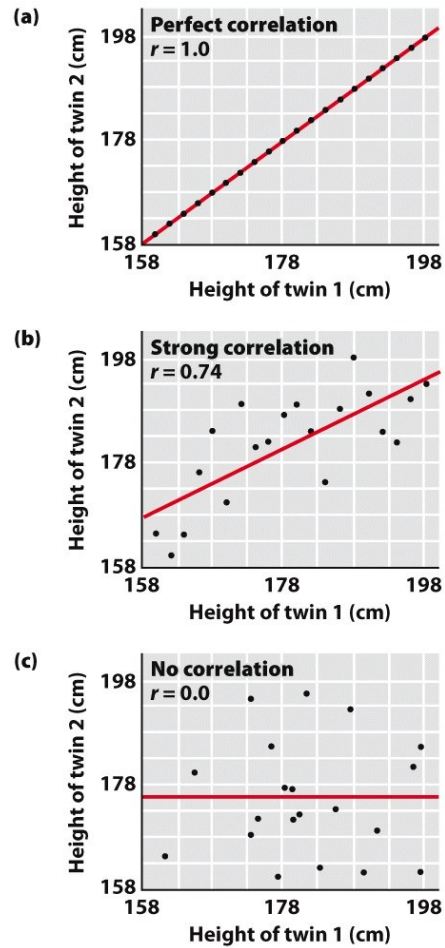 (a)
Perfect correlation
r = 1.0
Height of twin 2 (cm)
198
178
158
158 178 198
Height of twin 1 (cm)
(b)
Strong correlation
r = 0.74
Height of twin 2 (cm)
198
178
158
158 178 198
Height of twin 1 (cm)
(c)
No correlation
r = 0.0
Height of twin 2 (cm)
198
178
158
158 178 198
Height of twin 1 (cm)